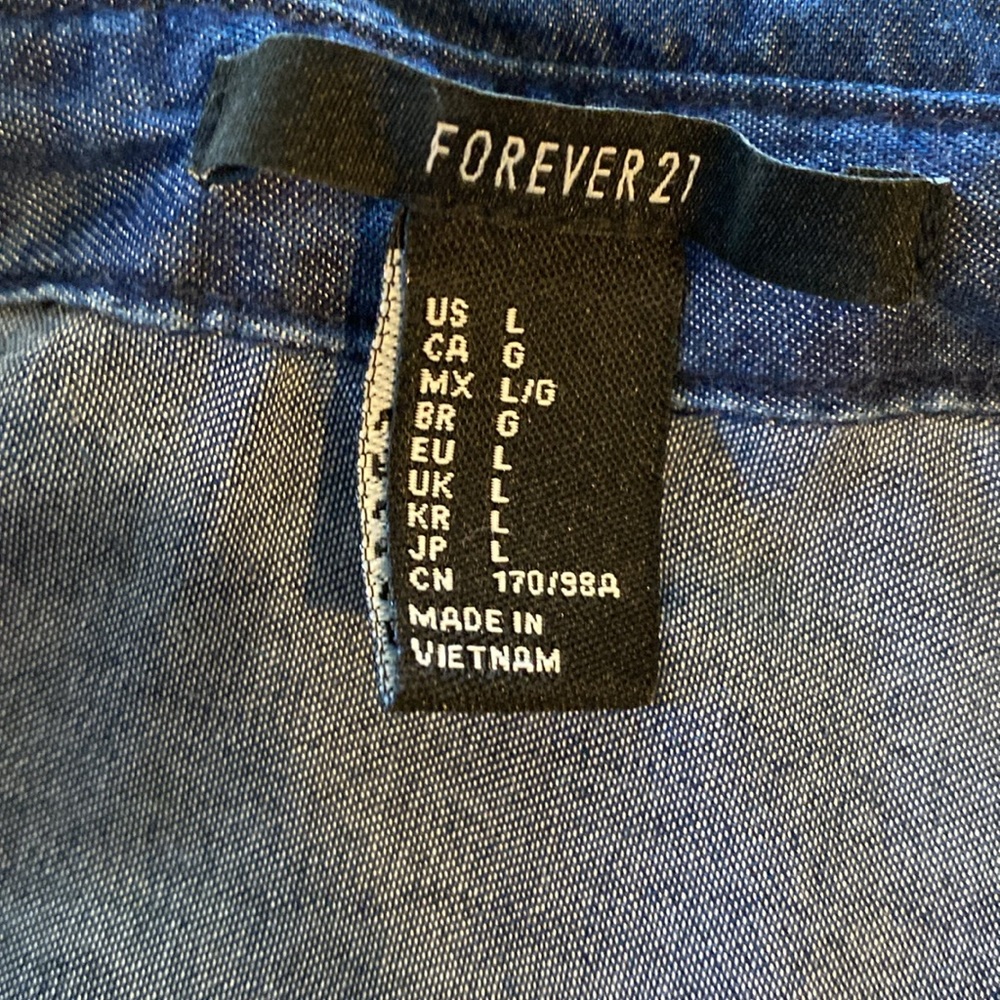 FOREVER 21
US L
CA G
MX L/G
BR G
EU L
UK L
KR L
JP L
CN 170/98A
MADE IN
VIETNAM